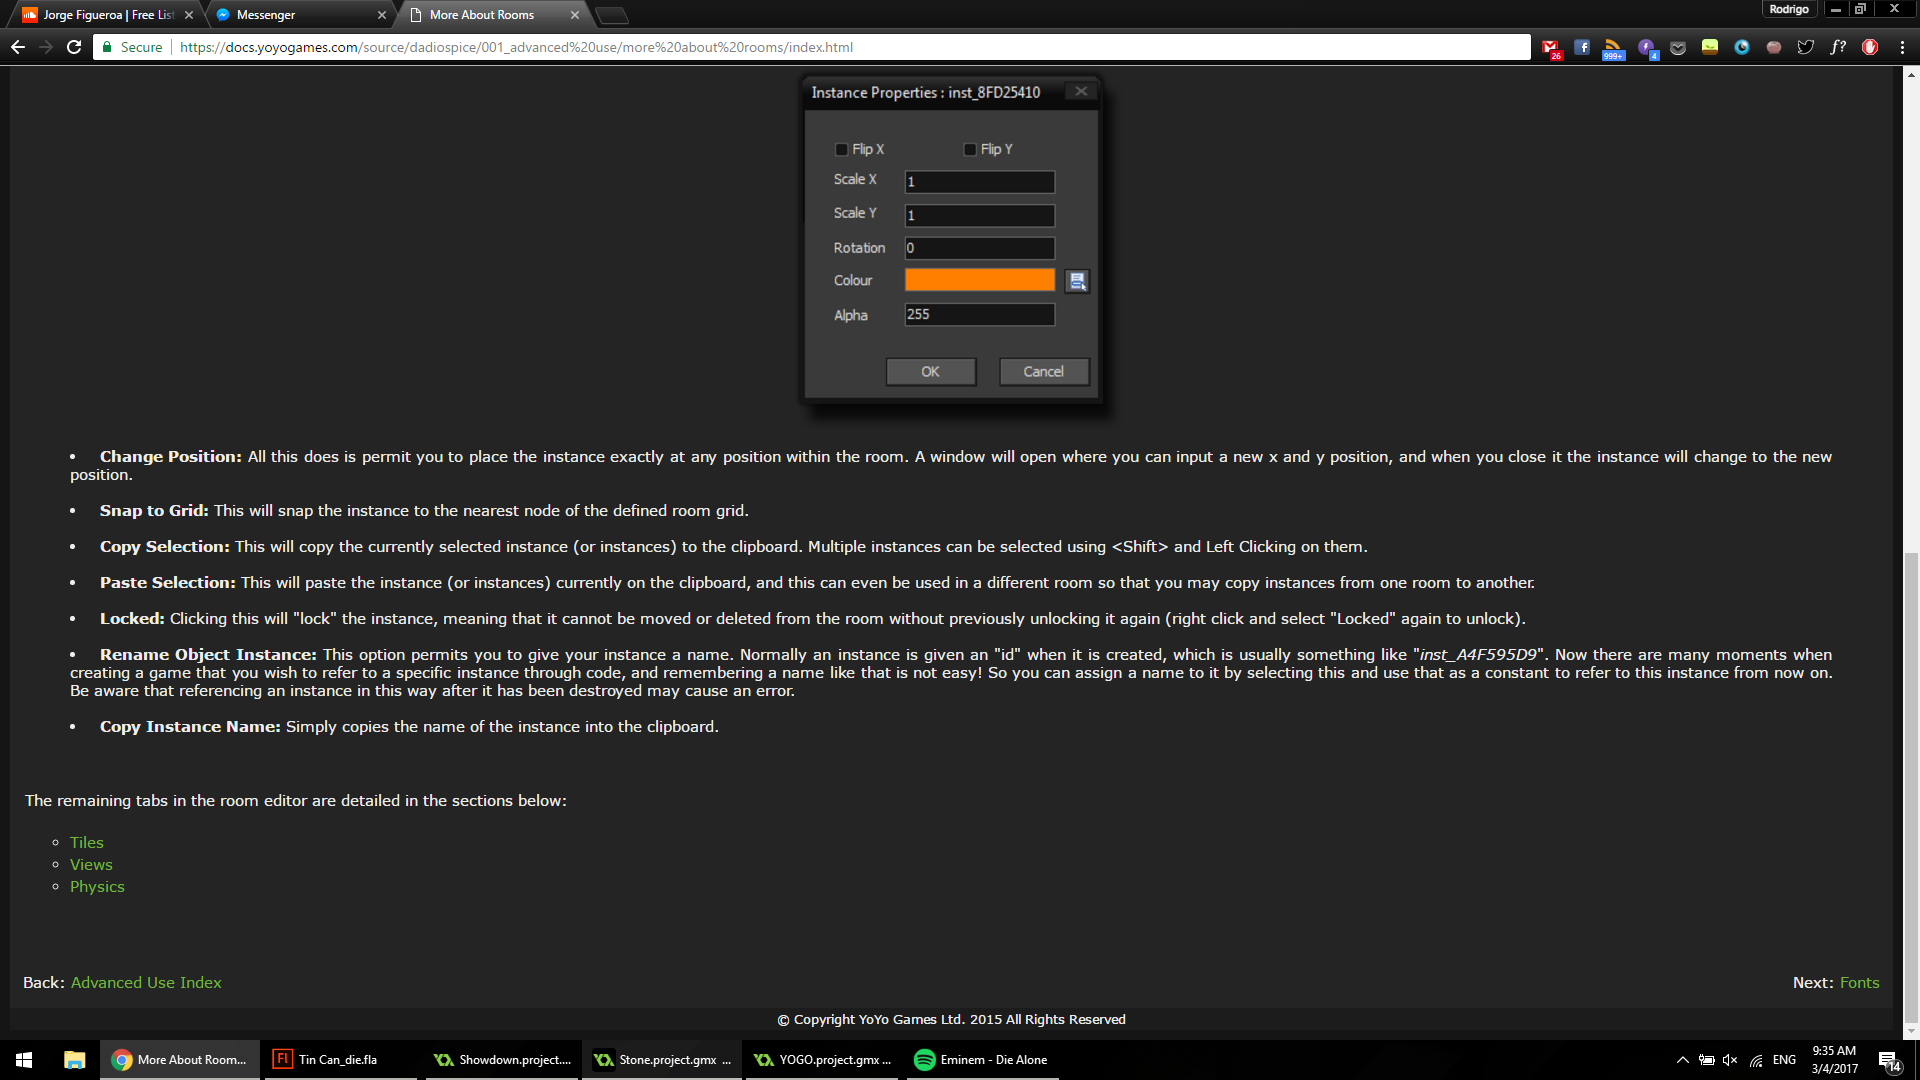 Jorge Figueroa | Free List
Messenger
More About Rooms
Rodrigo
Secure
https://docs.yoyogames.com/source/dadiospice/001_advanced%20use/more%20about%20rooms/index.html
26
999+
4
f?
Instance Properties : inst_8FD25410
Flip X
Flip Y
Scale X
1
Scale Y
1
Rotation
0
Colour
Alpha
255
OK
Cancel
• Change Position: All this does is permit you to place the instance exactly at any position within the room. A window will open where you can input a new x and y position, and when you close it the instance will change to the new
position.
• Snap to Grid: This will snap the instance to the nearest node of the defined room grid.
• Copy Selection: This will copy the currently selected instance (or instances) to the clipboard. Multiple instances can be selected using <Shift> and Left Clicking on them.
• Paste Selection: This will paste the instance (or instances) currently on the clipboard, and this can even be used in a different room so that you may copy instances from one room to another.
• Locked: Clicking this will "lock" the instance, meaning that it cannot be moved or deleted from the room without previously unlocking it again (right click and select "Locked" again to unlock).
• Rename Object Instance: This option permits you to give your instance a name. Normally an instance is given an "id" when it is created, which is usually something like "inst_A4F595D9". Now there are many moments when
creating a game that you wish to refer to a specific instance through code, and remembering a name like that is not easy! So you can assign a name to it by selecting this and use that as a constant to refer to this instance from now on.
Be aware that referencing an instance in this way after it has been destroyed may cause an error.
• Copy Instance Name: Simply copies the name of the instance into the clipboard.
The remaining tabs in the room editor are detailed in the sections below:
Tiles
Views
Physics
Back: Advanced Use Index
Next: Fonts
© Copyright YoYo Games Ltd. 2015 All Rights Reserved
More About Room...
Fl
Tin Can_die.fla
Showdown.project....
Stone.project.gmx ...
YOGO.project.gmx ...
Eminem - Die Alone
ENG
9:35 AM
3/4/2017
14